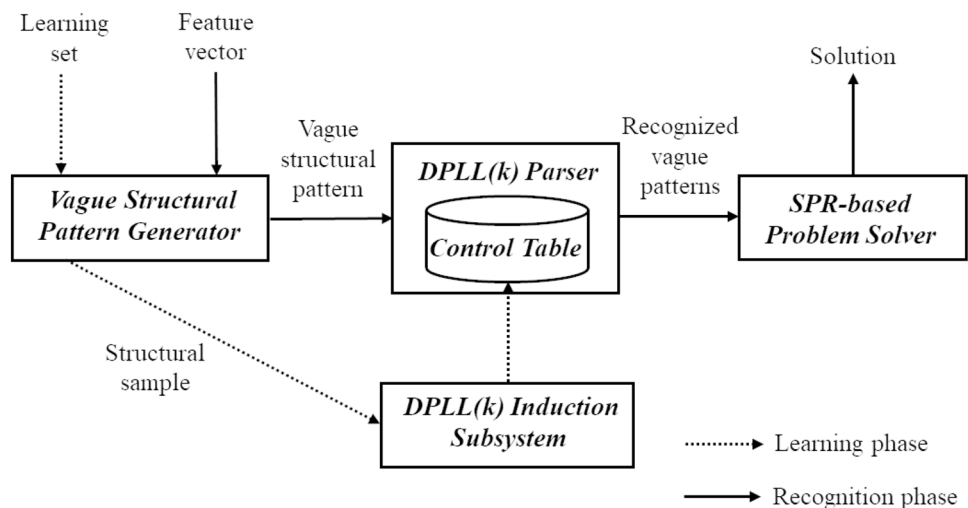 Learning
set
Feature
vector
Solution
Vague
structural
pattern
Recognized
vague
patterns
Vague Structural
Pattern Generator
DPLL(k) Parser
Control Table
SPR-based
Problem Solver
Structural
sample
DPLL(k) Induction
Subsystem
Learning phase
Recognition phase